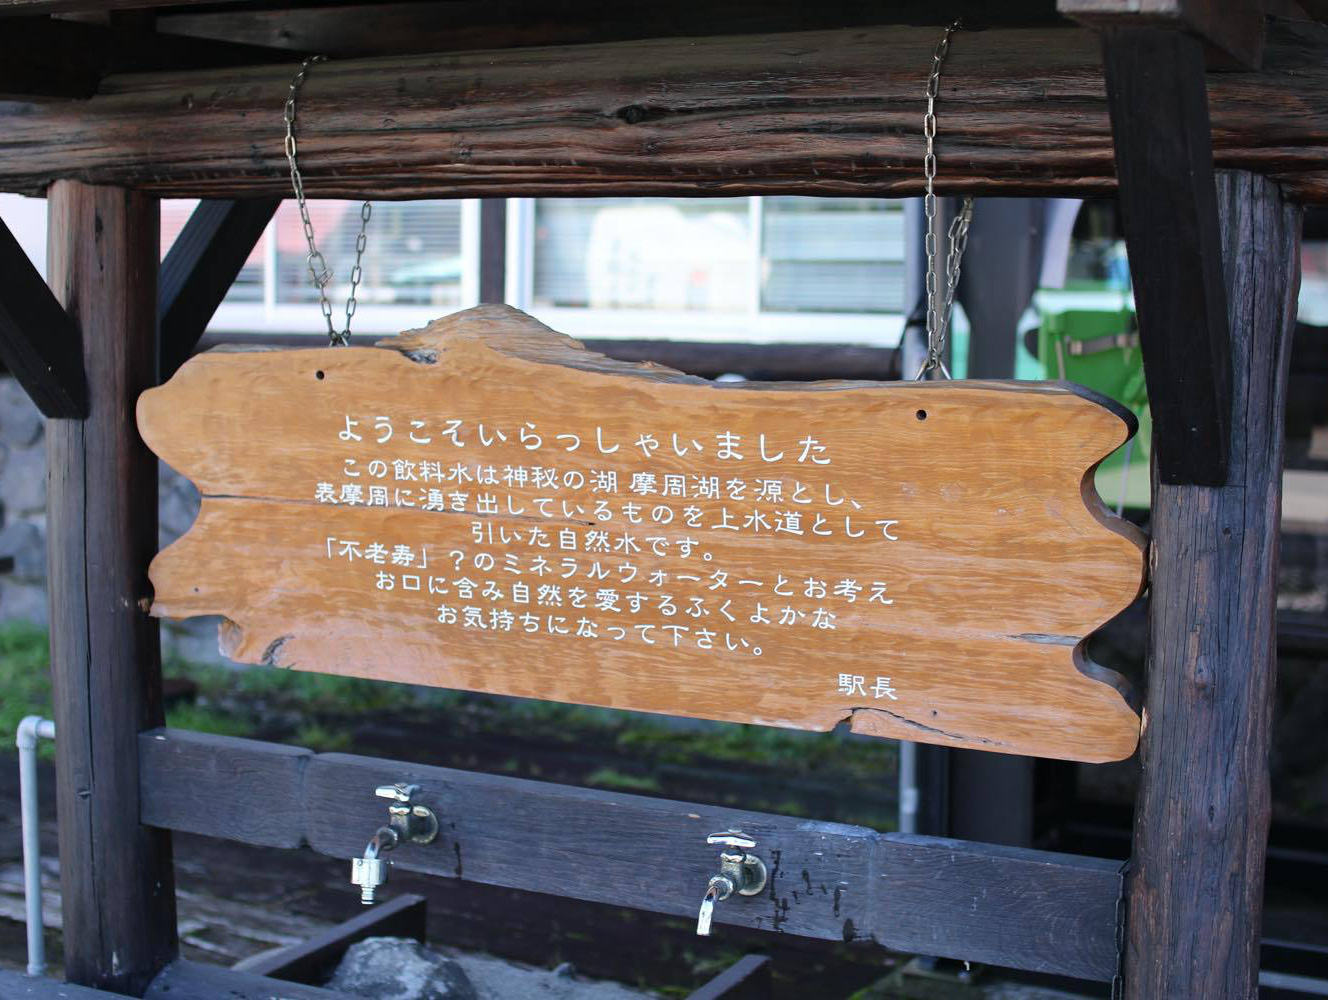 ようこそいらっしゃいました
この飲料水は神秘の湖 摩周湖を源とし、
表摩周に湧き出しているものを上水道として
引いた自然水です。
「不老寿」？のミネラルウォーターとお考え
お口に含み自然を愛するふくよかな
お気持ちになって下さい。
駅長